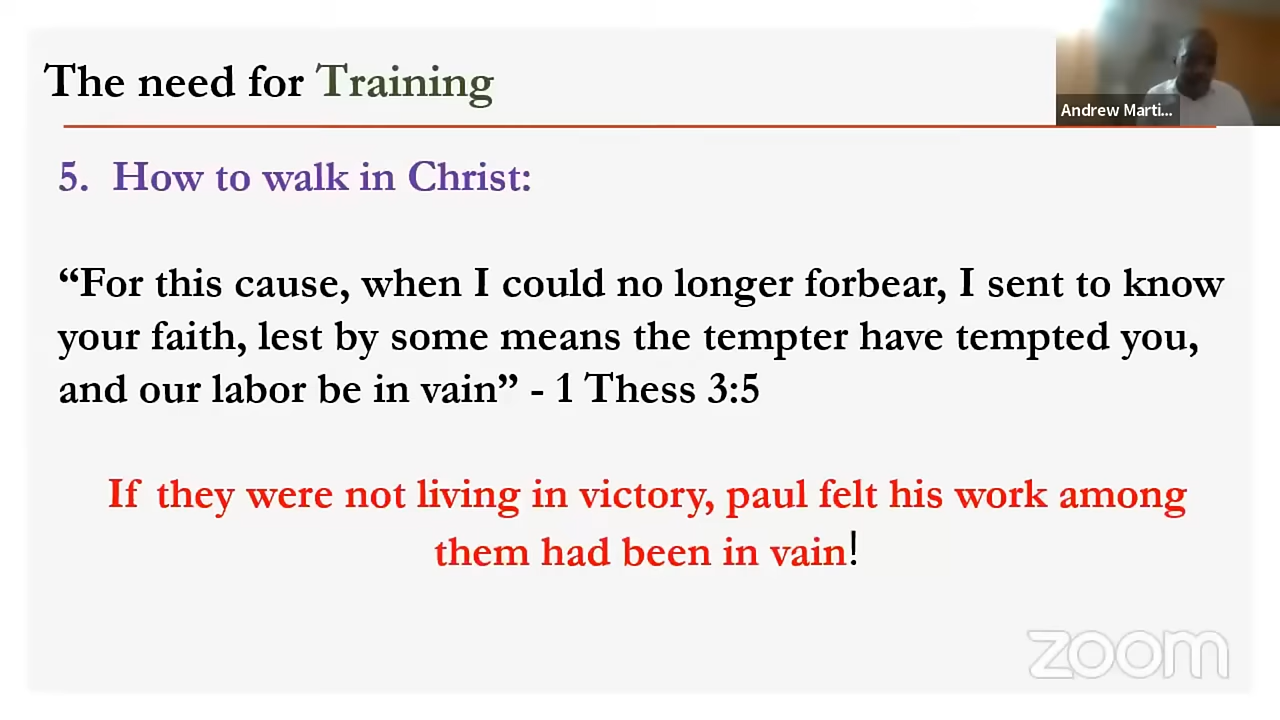 The need for Training
Andrew Marti...
5. How to walk in Christ:
“For this cause, when I could no longer forbear, I sent to know
your faith, lest by some means the tempter have tempted you,
and our labor be in vain” - 1 Thess 3:5
If they were not living in victory, paul felt his work among
them had been in vain!
zoom